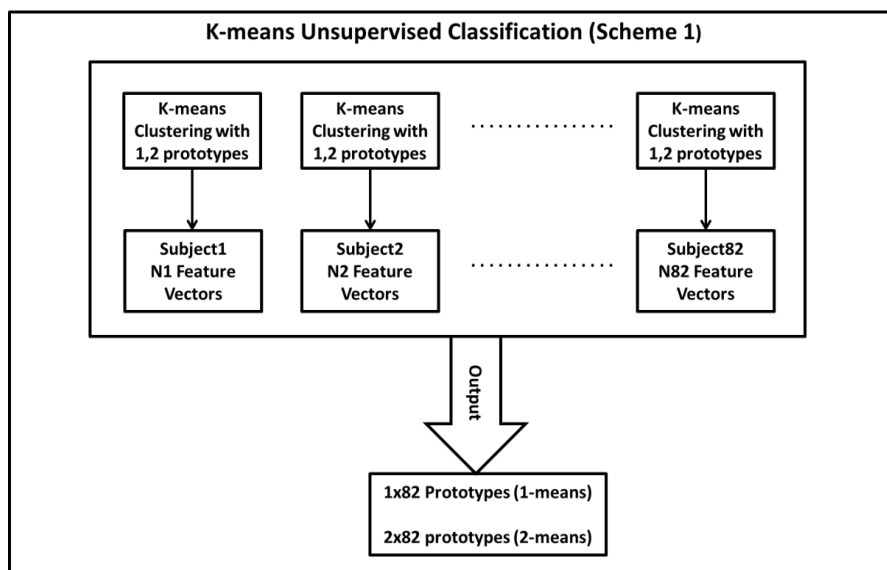 K-means Unsupervised Classification (Scheme 1)
K-means
Clustering with
1,2 prototypes
K-means
Clustering with
1,2 prototypes
K-means
Clustering with
1,2 prototypes
Subject1
N1 Feature
Vectors
Subject2
N2 Feature
Vectors
Subject82
N82 Feature
Vectors
Output
1x82 Prototypes (1-means)
2x82 prototypes (2-means)